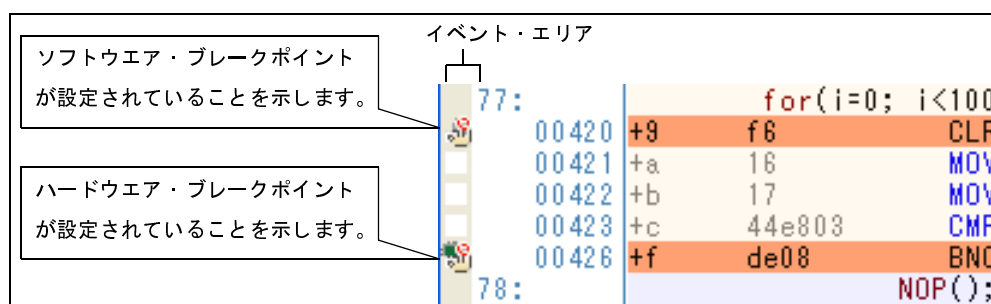 イベント・エリア
ソフトウエア・ブレークポイント
が設定されていることを示します。
ハードウエア・ブレークポイント
が設定されていることを示します。
77: for(i=0; i<100
00420 +9 f6 CLR
00421 +a 16 MOV
00422 +b 17 MOV
00423 +c 44e803 CMP
00426 +f de08 BNC
78: NOP();